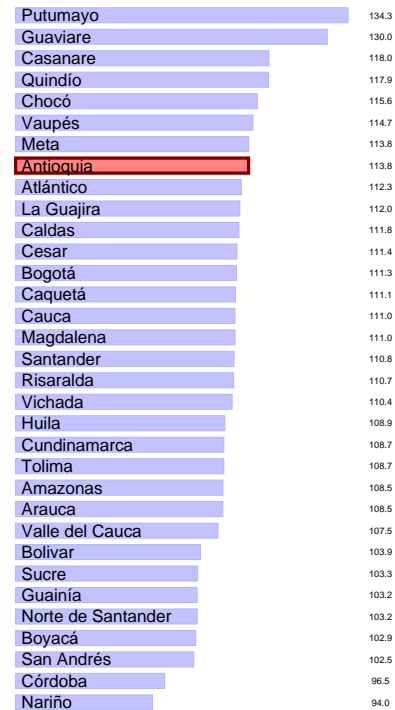 Putumayo 134.3
Guaviare 130.0
Casanare 118.0
Quindío 117.9
Chocó 115.6
Vaupés 114.7
Meta 113.8
Antioquia 113.8
Atlántico 112.3
La Guajira 112.0
Caldas 111.8
Cesar 111.4
Bogotá 111.3
Caquetá 111.1
Cauca 111.0
Magdalena 111.0
Santander 110.8
Risaralda 110.7
Vichada 110.4
Huila 108.9
Cundinamarca 108.7
Tolima 108.7
Amazonas 108.5
Arauca 108.5
Valle del Cauca 107.5
Bolivar 103.9
Sucre 103.3
Guainía 103.2
Norte de Santander 103.2
Boyacá 102.9
San Andrés 102.5
Córdoba 96.5
Nariño 94.0